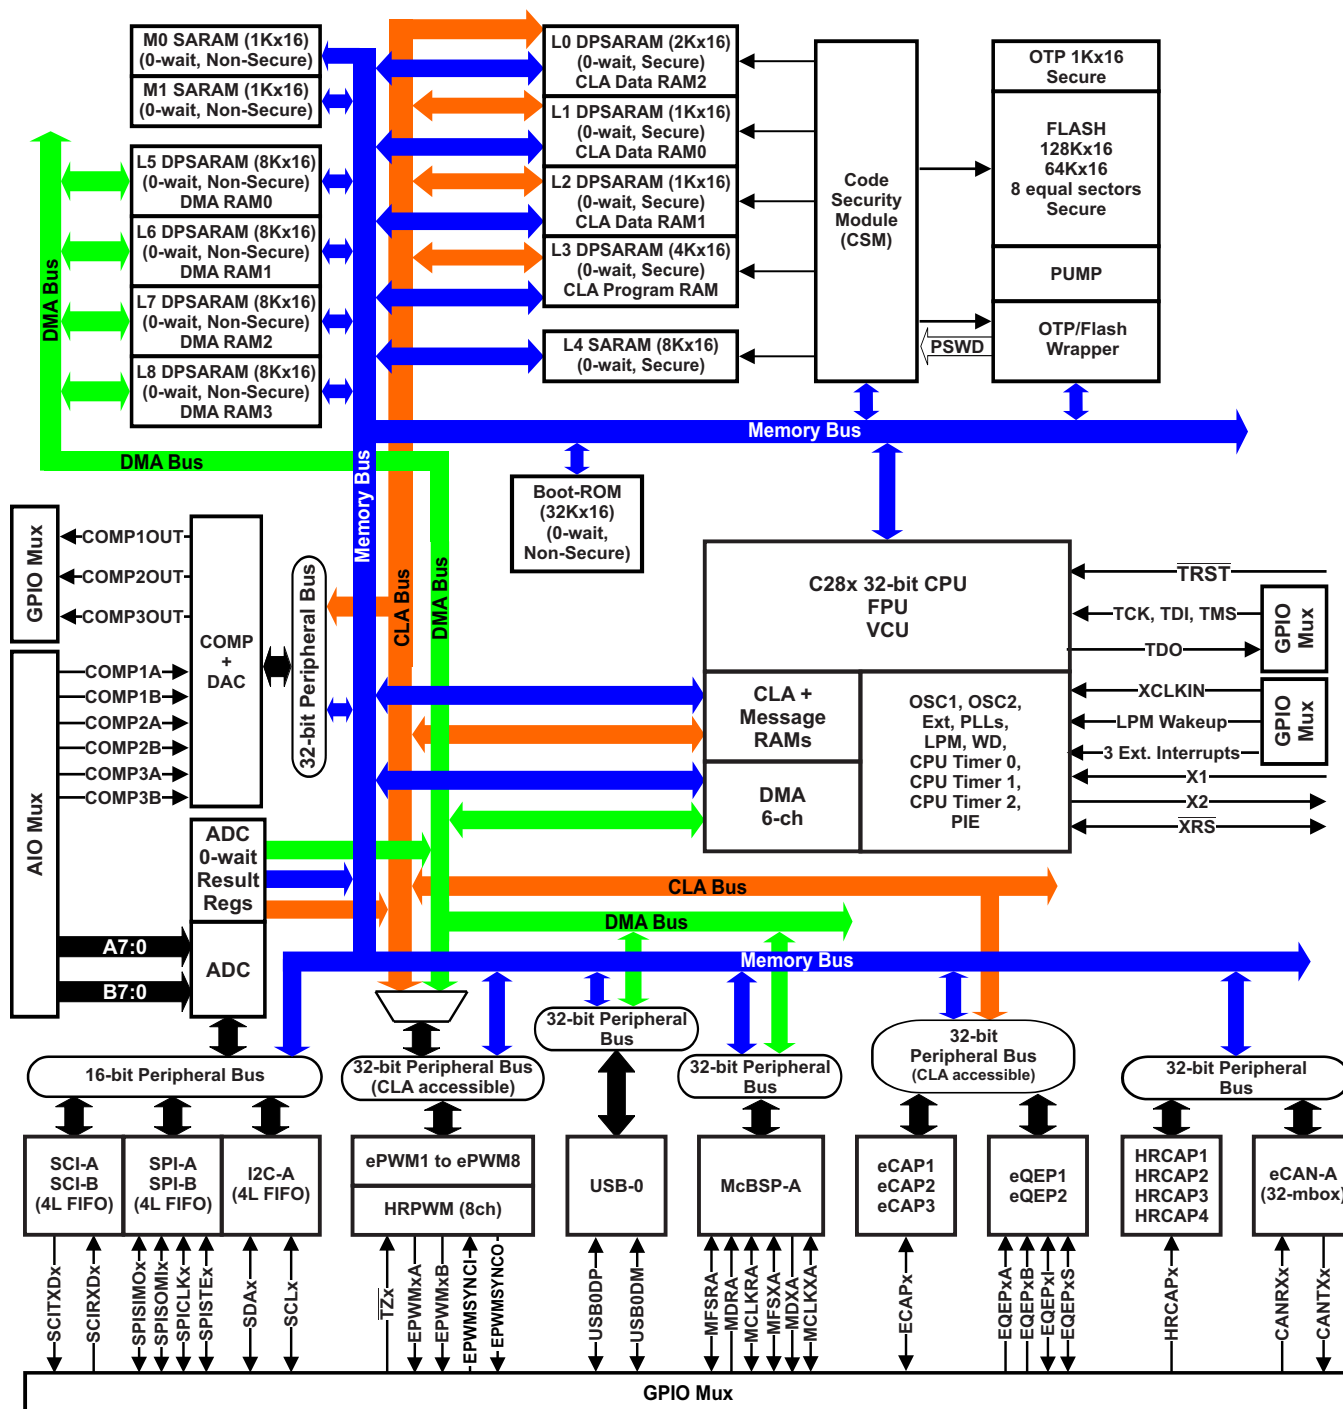 M0 SARAM (1Kx16)
(0-wait, Non-Secure)
M1 SARAM (1Kx16)
(0-wait, Non-Secure)
L5 DPSARAM (8Kx16)
(0-wait, Non-Secure)
DMA RAM0
L6 DPSARAM (8Kx16)
(0-wait, Non-Secure)
DMA RAM1
L7 DPSARAM (8Kx16)
(0-wait, Non-Secure)
DMA RAM2
L8 DPSARAM (8Kx16)
(0-wait, Non-Secure)
DMA RAM3
DMA Bus
DMA Bus
L0 DPSARAM (2Kx16)
(0-wait, Secure)
CLA Data RAM2
L1 DPSARAM (1Kx16)
(0-wait, Secure)
CLA Data RAM0
L2 DPSARAM (1Kx16)
(0-wait, Secure)
CLA Data RAM1
L3 DPSARAM (4Kx16)
(0-wait, Secure)
CLA Program RAM
L4 SARAM (8Kx16)
(0-wait, Secure)
Code
Security
Module
(CSM)
OTP 1Kx16
Secure
FLASH
128Kx16
64Kx16
8 equal sectors
Secure
PUMP
OTP/Flash
Wrapper
PSWD
Memory Bus
Memory Bus
CLA Bus
DMA Bus
Boot-ROM
(32Kx16)
(0-wait,
Non-Secure)
GPIO Mux
COMP1OUT
COMP2OUT
COMP3OUT
AIO Mux
COMP1A
COMP1B
COMP2A
COMP2B
COMP3A
COMP3B
COMP
+
DAC
32-bit Peripheral Bus
C28x 32-bit CPU
FPU
VCU
CLA +
Message
RAMs
DMA
6-ch
OSC1, OSC2,
Ext, PLLs,
LPM, WD,
CPU Timer 0,
CPU Timer 1,
CPU Timer 2,
PIE
TRST
TCK, TDI, TMS
TDO
GPIO
Mux
XCLKIN
LPM Wakeup
3 Ext. Interrupts
GPIO
Mux
X1
X2
XRS
ADC
0-wait
Result
Regs
ADC
A7:0
B7:0
CLA Bus
DMA Bus
Memory Bus
16-bit Peripheral Bus
32-bit Peripheral Bus
(CLA accessible)
32-bit Peripheral
Bus
32-bit Peripheral
Bus
32-bit
Peripheral Bus
(CLA accessible)
32-bit Peripheral
Bus
SCI-A
SCI-B
(4L FIFO)
SPI-A
SPI-B
(4L FIFO)
I2C-A
(4L FIFO)
ePWM1 to ePWM8
HRPWM (8ch)
USB-0
McBSP-A
eCAP1
eCAP2
eCAP3
eQEP1
eQEP2
HRCAP1
HRCAP2
HRCAP3
HRCAP4
eCAN-A
(32-mbox)
SCITXDx
SCIRXDx
SPISIMOx
SPISOMIx
SPICLKx
SPISTEx
SDAx
SCLx
TZx
EPWMxA
EPWMxB
EPWMSYNCI
EPWMSYNCO
USB0DP
USB0DM
MFSRA
MDRA
MCLKRA
MFSXA
MDXA
MCLKXA
ECAPx
EQEPxA
EQEPxB
EQEPxI
EQEPxS
HRCAPx
CANRXx
CANTXx
GPIO Mux